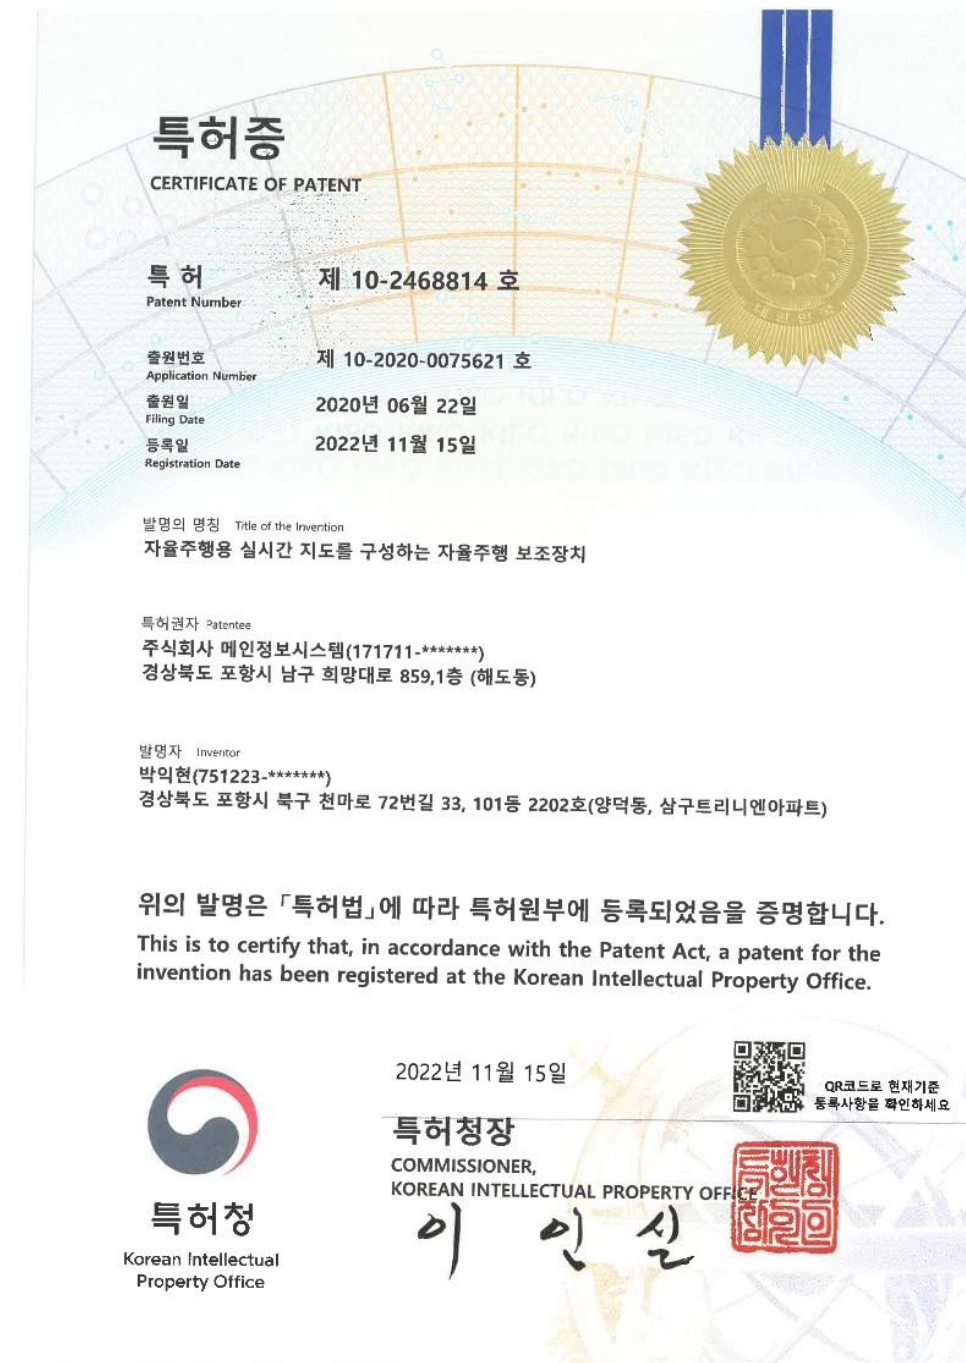 특허증
CERTIFICATE OF PATENT
특 허 제 10-2468814 호
Patent Number
출원번호 제 10-2020-0075621 호
Application Number
출원일 2020년 06월 22일
Filing Date
등록일 2022년 11월 15일
Registration Date
발명의 명칭 Title of the Invention
자율주행용 실시간 지도를 구성하는 자율주행 보조장치
특허권자 Patentee
주식회사 메인정보시스템(171711-*******)
경상북도 포항시 남구 희망대로 859,1층 (해도동)
발명자 Inventor
박익현(751223-*******)
경상북도 포항시 북구 천마로 72번길 33, 101동 2202호(양덕동, 삼구트리니엔아파트)
위의 발명은 「특허법」에 따라 특허원부에 등록되었음을 증명합니다.
This is to certify that, in accordance with the Patent Act, a patent for the
invention has been registered at the Korean Intellectual Property Office.
2022년 11월 15일
QR코드로 현재기준
등록사항을 확인하세요
특허청장
COMMISSIONER,
KOREAN INTELLECTUAL PROPERTY OFFICE
이 인 실
특허청
Korean Intellectual
Property Office
대한민국